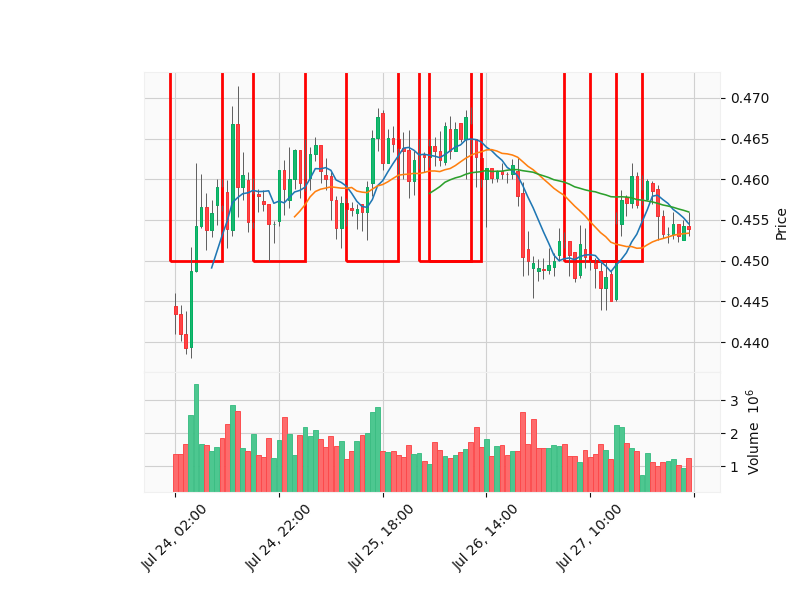 0.470
0.465
0.460
0.455
0.450
0.445
0.440
Price
3
2
1
Volume 10^6
Jul 24, 02:00
Jul 24, 22:00
Jul 25, 18:00
Jul 26, 14:00
Jul 27, 10:00